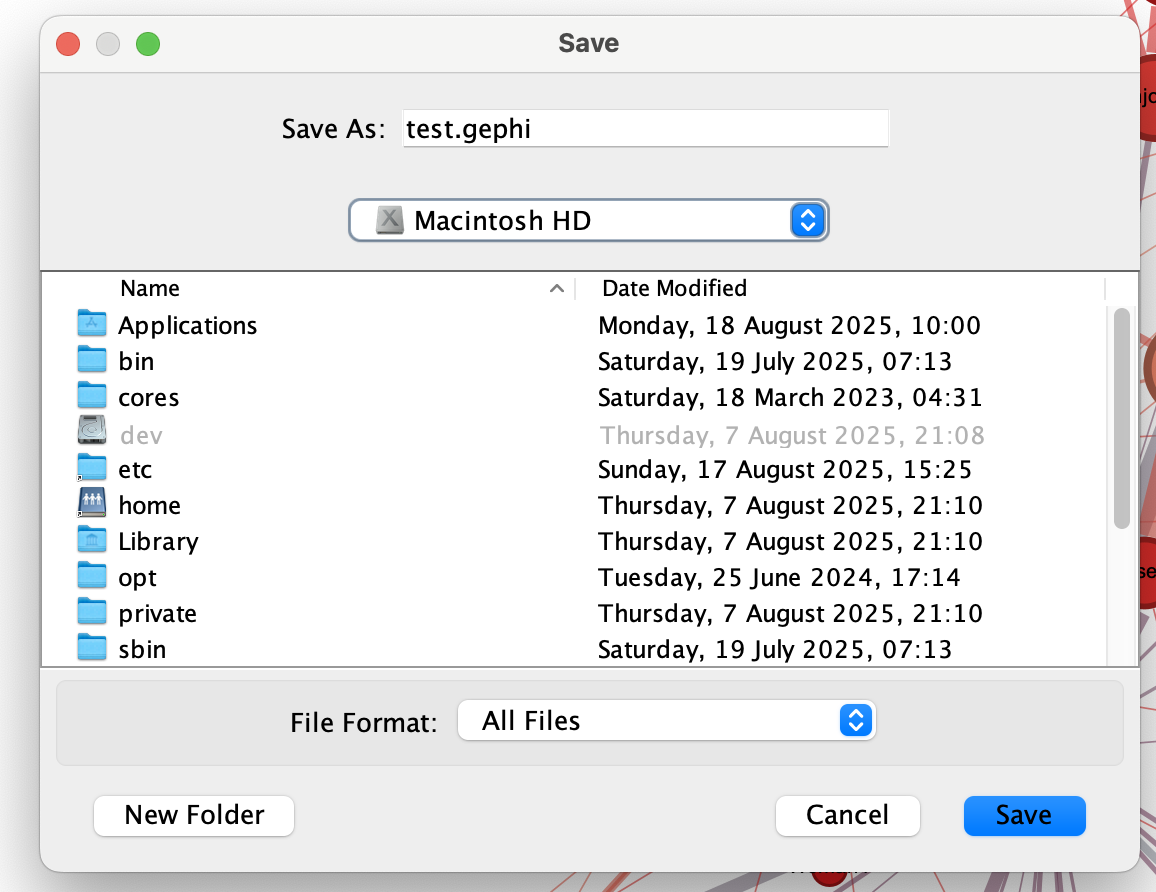 Save
Save As: test.gephi
Macintosh HD
Name Date Modified
Applications Monday, 18 August 2025, 10:00
bin Saturday, 19 July 2025, 07:13
cores Saturday, 18 March 2023, 04:31
dev Thursday, 7 August 2025, 21:08
etc Sunday, 17 August 2025, 15:25
home Thursday, 7 August 2025, 21:10
Library Thursday, 7 August 2025, 21:10
opt Tuesday, 25 June 2024, 17:14
private Thursday, 7 August 2025, 21:10
sbin Saturday, 19 July 2025, 07:13
File Format: All Files
New Folder Cancel Save